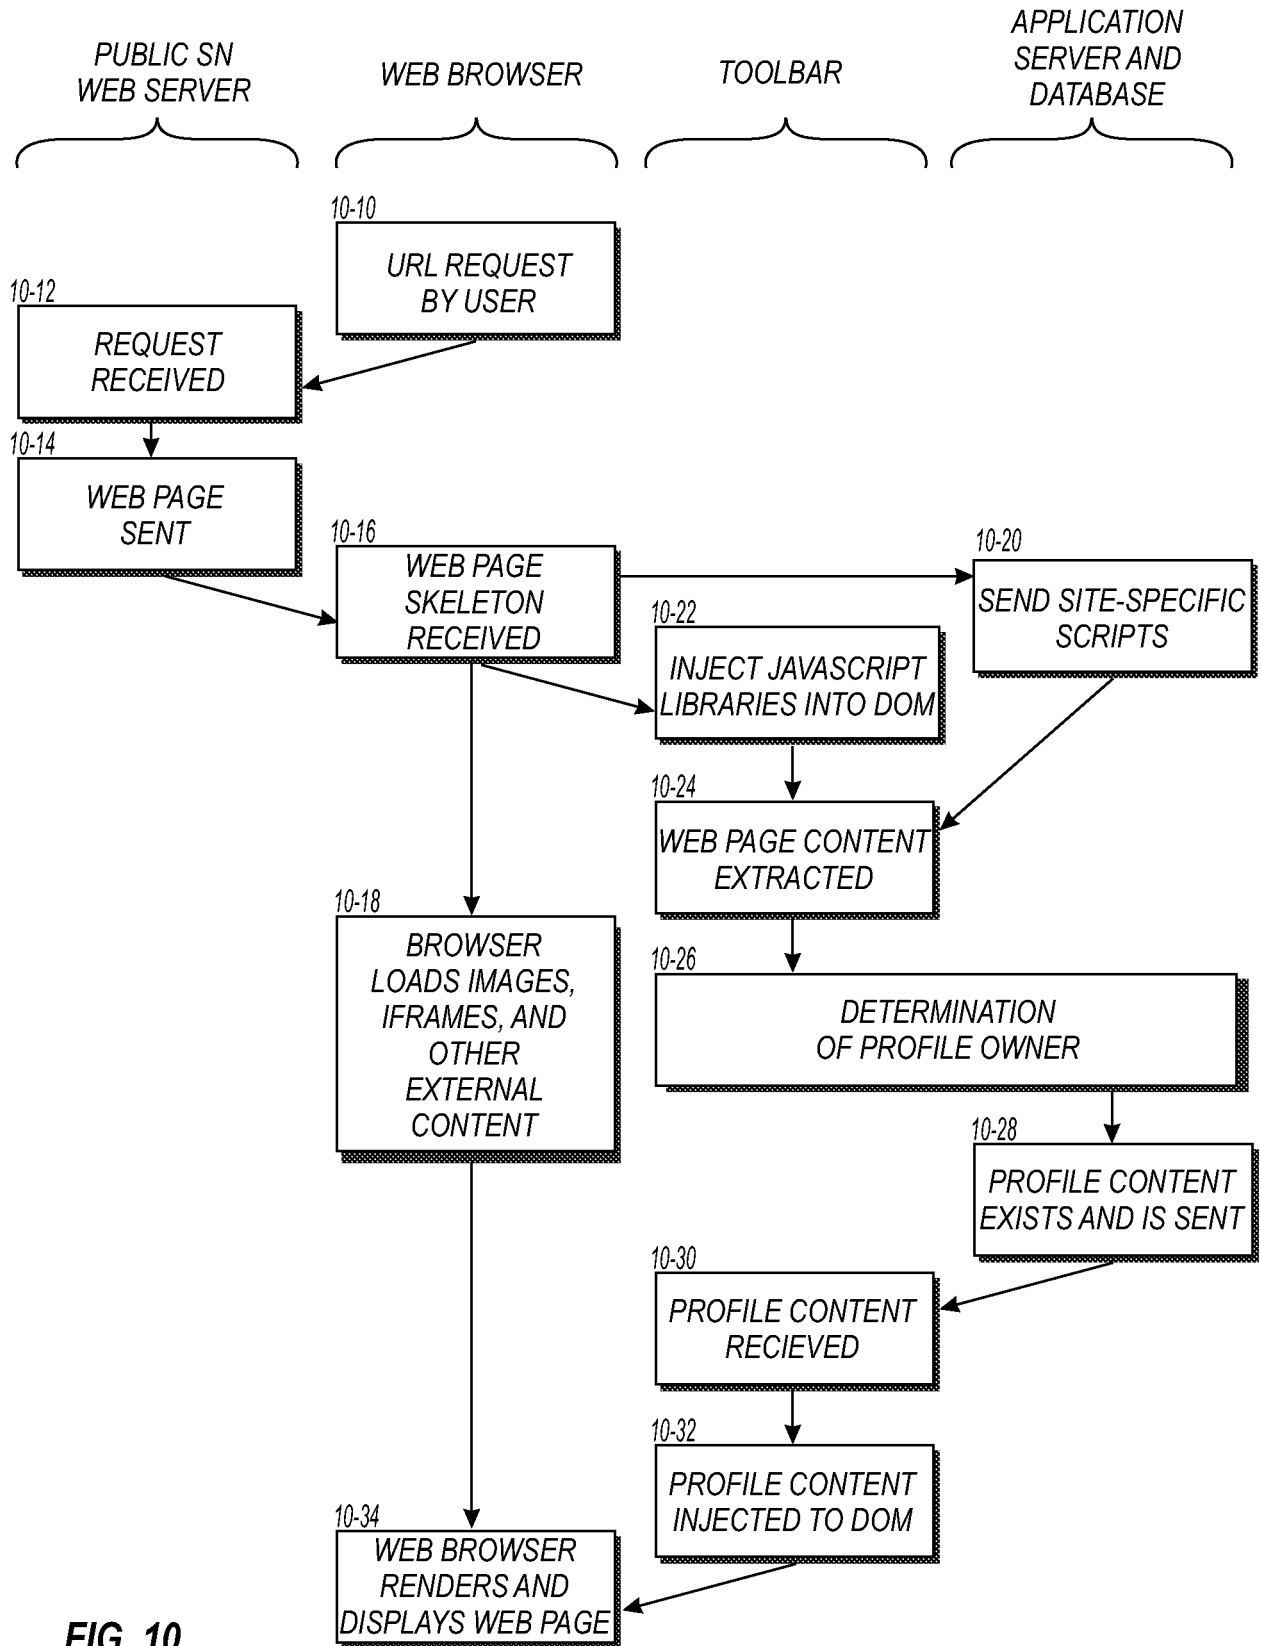 PUBLIC SN
WEB SERVER
WEB BROWSER
TOOLBAR
APPLICATION
SERVER AND
DATABASE
10-10
URL REQUEST
BY USER
10-12
REQUEST
RECEIVED
10-14
WEB PAGE
SENT
10-16
WEB PAGE
SKELETON
RECEIVED
10-20
SEND SITE-SPECIFIC
SCRIPTS
10-22
INJECT JAVASCRIPT
LIBRARIES INTO DOM
10-24
WEB PAGE CONTENT
EXTRACTED
10-18
BROWSER
LOADS IMAGES,
IFRAMES, AND
OTHER
EXTERNAL
CONTENT
10-26
DETERMINATION
OF PROFILE OWNER
10-28
PROFILE CONTENT
EXISTS AND IS SENT
10-30
PROFILE CONTENT
RECIEVED
10-32
PROFILE CONTENT
INJECTED TO DOM
10-34
WEB BROWSER
RENDERS AND
DISPLAYS WEB PAGE
FIG. 10